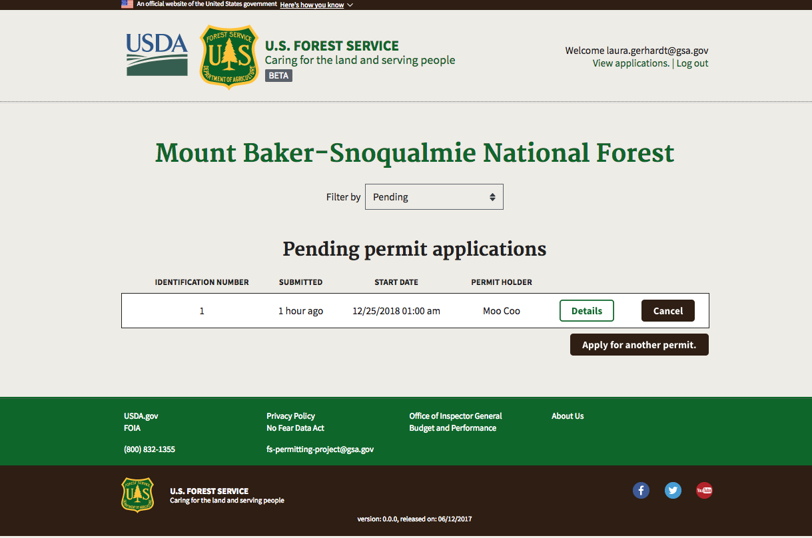 An official website of the United States government Here's how you know
USDA
FOREST SERVICE
U S
DEPARTMENT OF AGRICULTURE
U.S. FOREST SERVICE
Caring for the land and serving people
BETA
Welcome laura.gerhardt@gsa.gov
View applications. | Log out
Mount Baker-Snoqualmie National Forest
Filter by Pending
Pending permit applications
IDENTIFICATION NUMBER SUBMITTED START DATE PERMIT HOLDER
1 1 hour ago 12/25/2018 01:00 am Moo Coo Details Cancel
Apply for another permit.
USDA.gov Privacy Policy Office of Inspector General About Us
FOIA No Fear Data Act Budget and Performance
(800) 832-1355 fs-permitting-project@gsa.gov
U S
U.S. FOREST SERVICE
Caring for the land and serving people
version: 0.0.0, released on: 06/12/2017